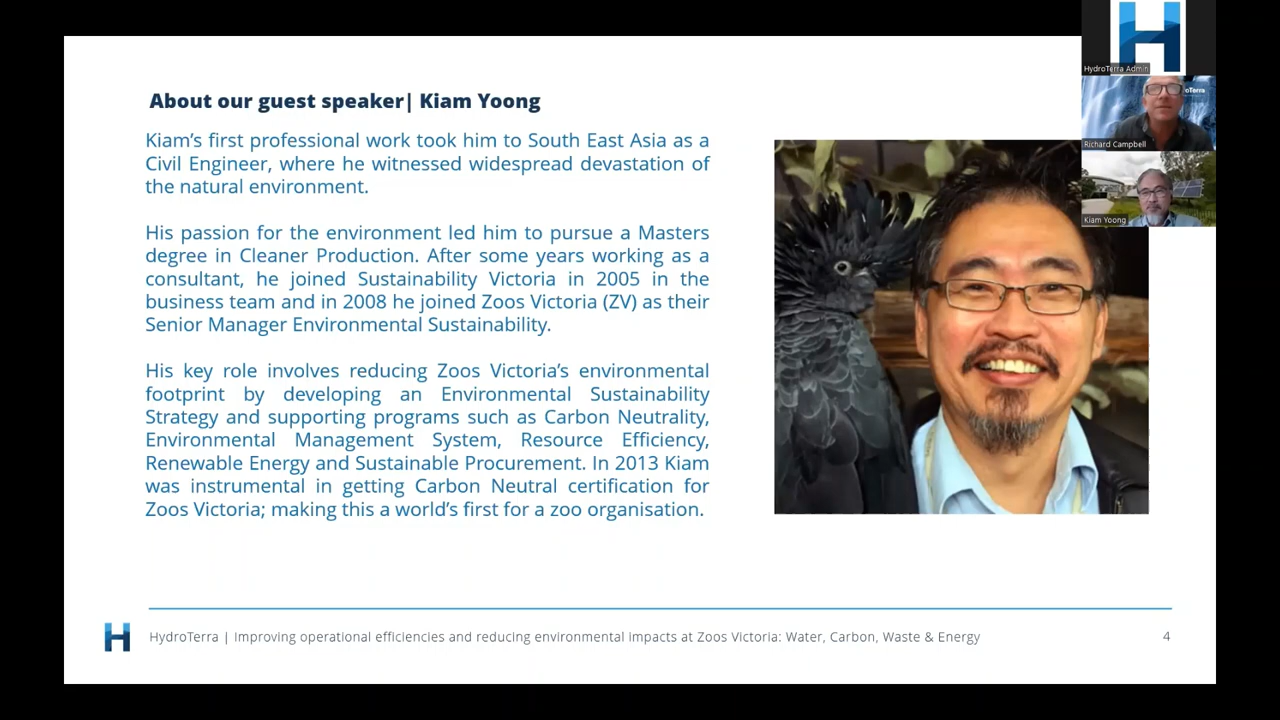 About our guest speaker| Kiam Yoong
Kiam’s first professional work took him to South East Asia as a
Civil Engineer, where he witnessed widespread devastation of
the natural environment.
His passion for the environment led him to pursue a Masters
degree in Cleaner Production. After some years working as a
consultant, he joined Sustainability Victoria in 2005 in the
business team and in 2008 he joined Zoos Victoria (ZV) as their
Senior Manager Environmental Sustainability.
His key role involves reducing Zoos Victoria’s environmental
footprint by developing an Environmental Sustainability
Strategy and supporting programs such as Carbon Neutrality,
Environmental Management System, Resource Efficiency,
Renewable Energy and Sustainable Procurement. In 2013 Kiam
was instrumental in getting Carbon Neutral certification for
Zoos Victoria; making this a world’s first for a zoo organisation.
H
HydroTerra Admin
oTerra
Richard Campbell
Kiam Yoong
H
HydroTerra | Improving operational efficiencies and reducing environmental impacts at Zoos Victoria: Water, Carbon, Waste & Energy
4